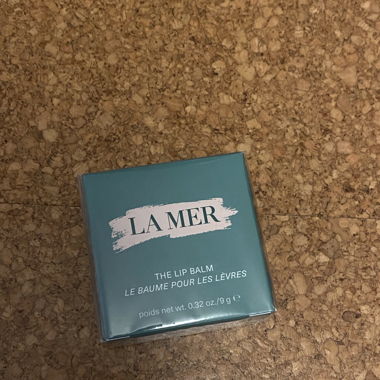 LA MER
THE LIP BALM
LE BAUME POUR LES LÈVRES
poids net wt. 0.32 oz./9 g ℮